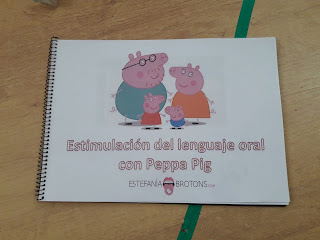 Estimulación del lenguaje oral
con Peppa Pig
ESTEFANÍA BROTONS